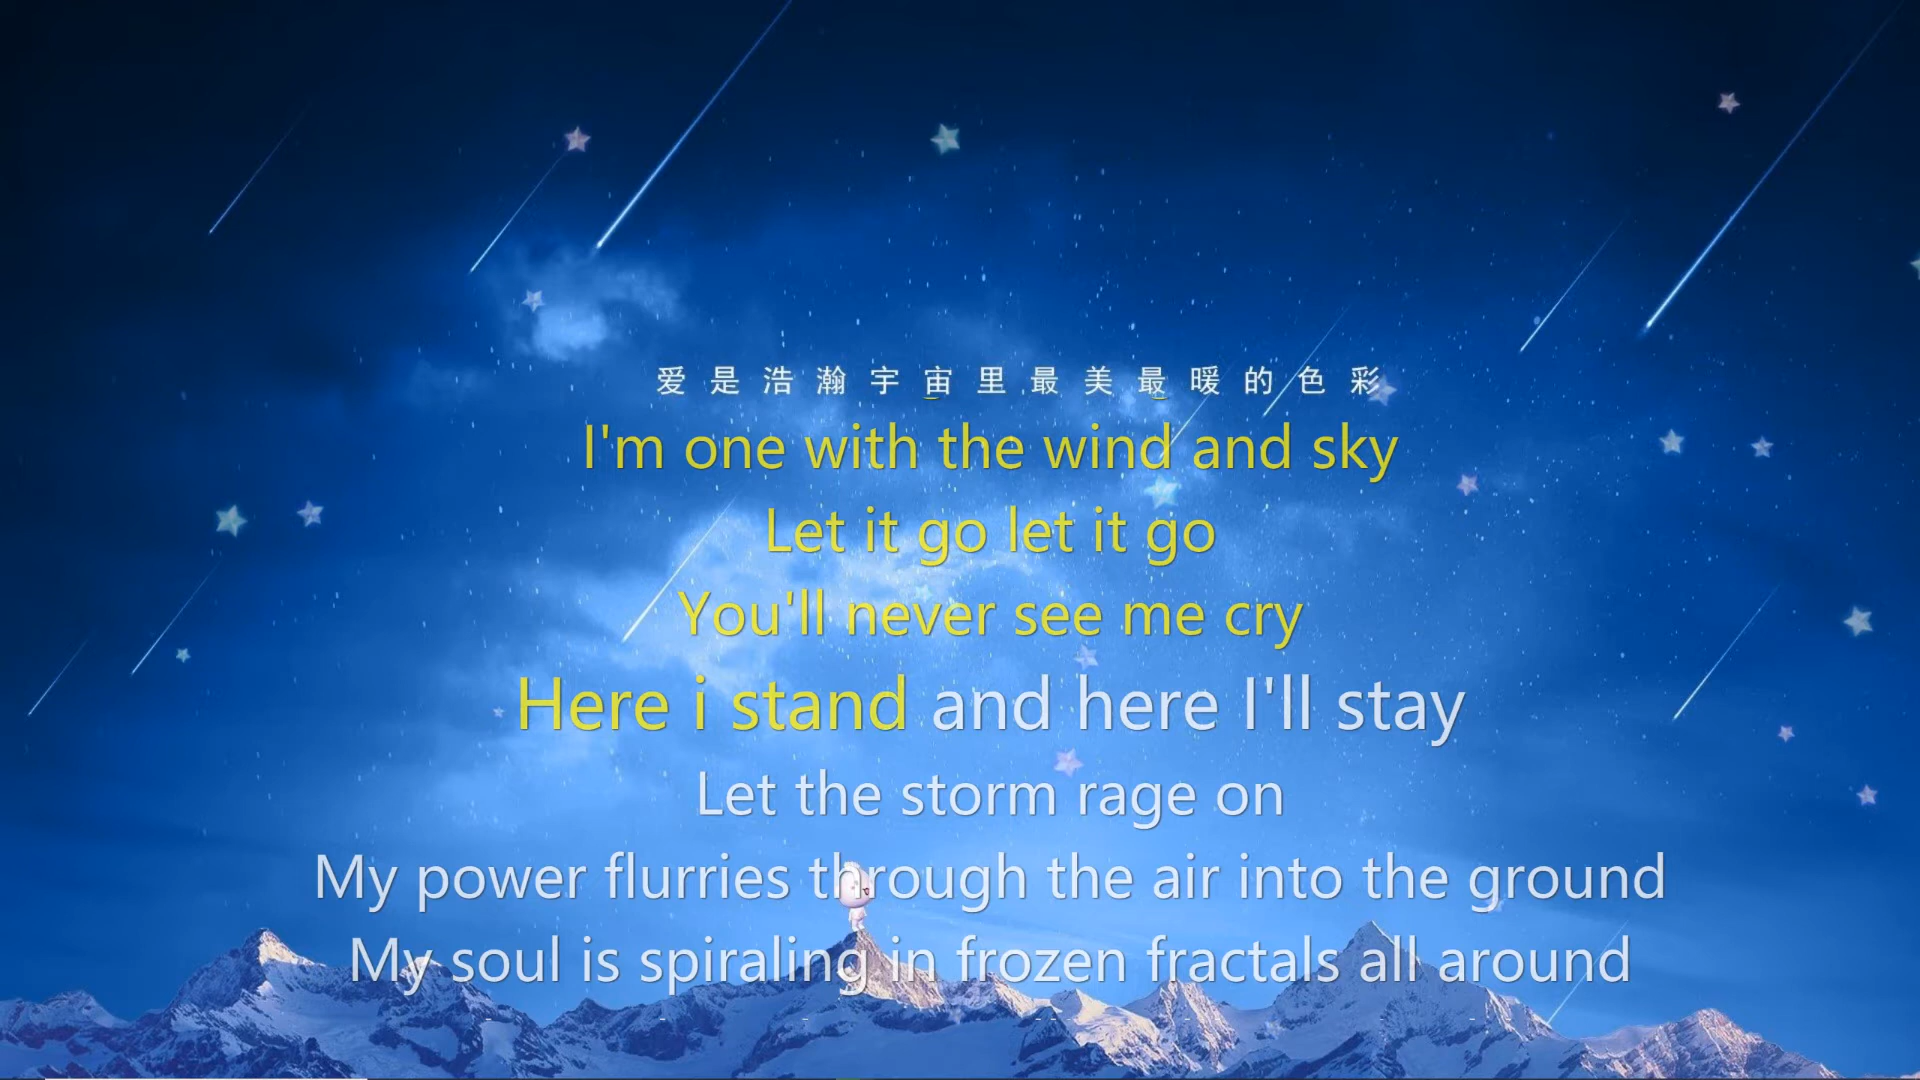 爱是浩瀚宇宙里最美最暖的色彩
I'm one with the wind and sky
Let it go let it go
You'll never see me cry
Here i stand and here I'll stay
Let the storm rage on
My power flurries through the air into the ground
My soul is spiraling in frozen fractals all around